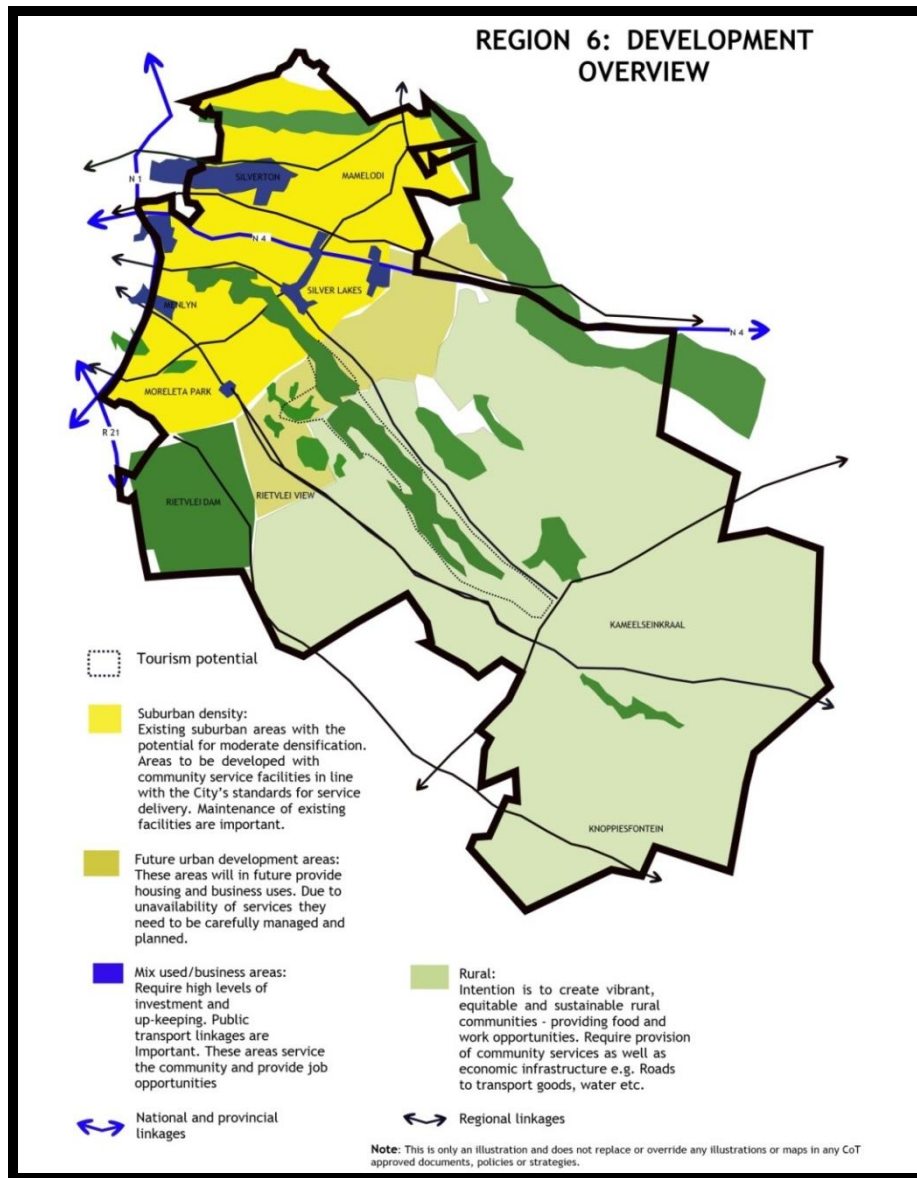 REGION 6: DEVELOPMENT
OVERVIEW
N 1
SILVERTON
MAMELODI
N 4
MENLYN
SILVER LAKES
N 4
MORELETA PARK
R 21
RIETVLEI DAM
RIETVLEI VIEW
KAMEELSEINKRAAL
KNOPPIESFONTEIN
Tourism potential
Suburban density:
Existing suburban areas with the
potential for moderate densification.
Areas to be developed with
community service facilities in line
with the City's standards for service
delivery. Maintenance of existing
facilities are important.
Future urban development areas:
These areas will in future provide
housing and business uses. Due to
unavailability of services they
need to be carefully managed and
planned.
Mix used/business areas:
Require high levels of
investment and
up-keeping. Public
transport linkages are
Important. These areas service
the community and provide job
opportunities
National and provincial
linkages
Rural:
Intention is to create vibrant,
equitable and sustainable rural
communities - providing food and
work opportunities. Require provision
of community services as well as
economic infrastructure e.g. Roads
to transport goods, water etc.
Regional linkages
Note: This is only an illustration and does not replace or override any illustrations or maps in any CoT
approved documents, policies or strategies.